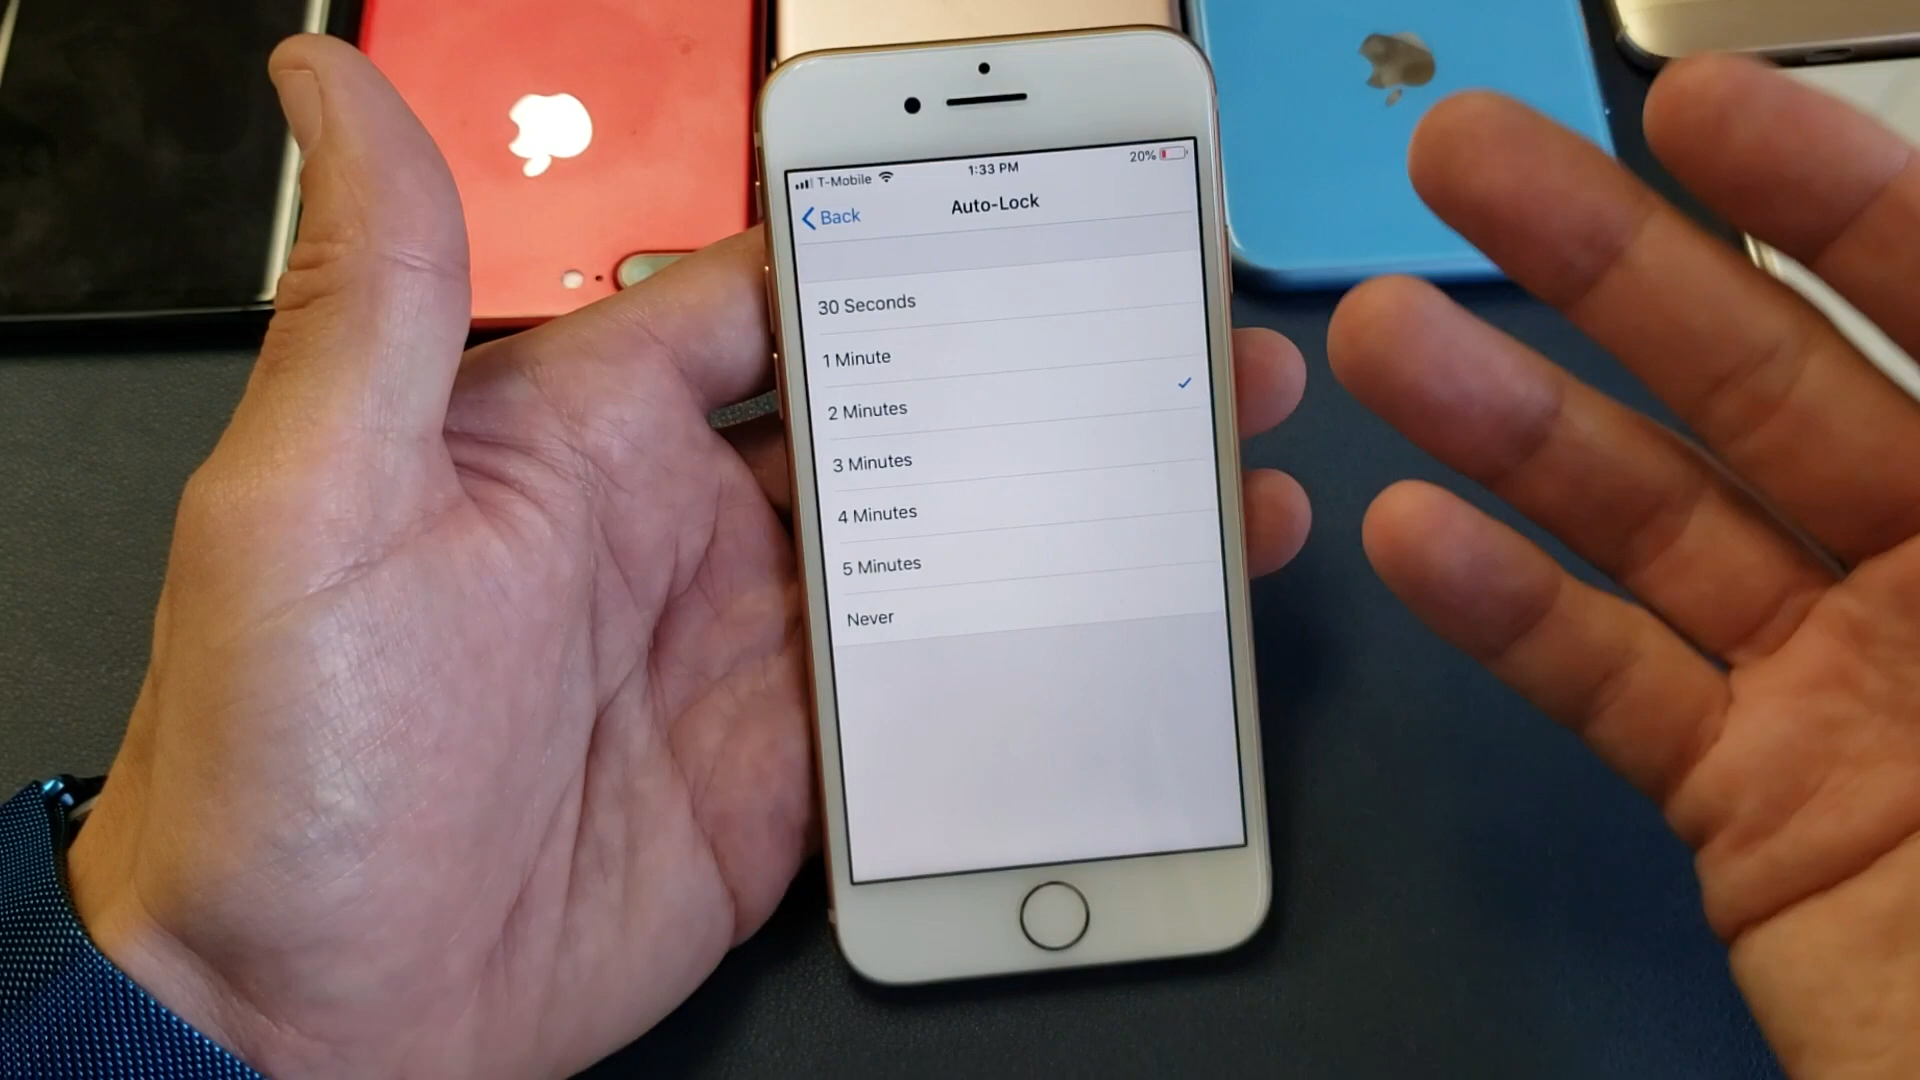 T-Mobile 1:33 PM 20%
Back Auto-Lock
30 Seconds
1 Minute
2 Minutes
3 Minutes
4 Minutes
5 Minutes
Never